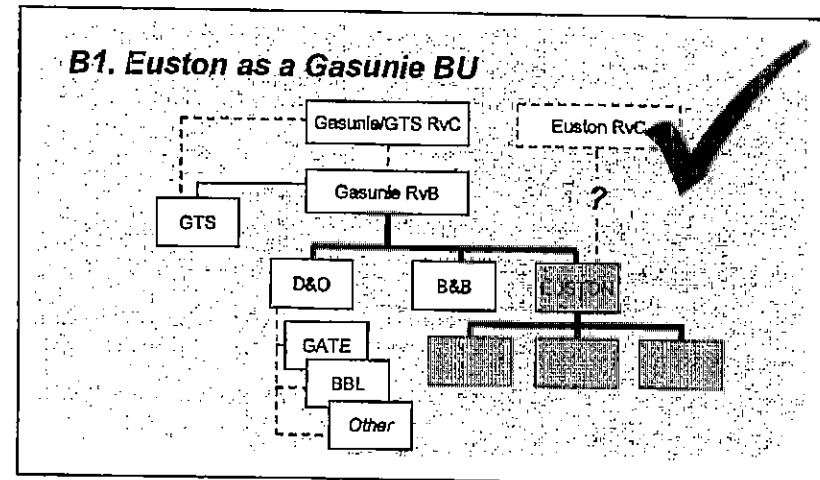 B1. Euston as a Gasunie BU
Gasunie/GTS RvC
Euston RvC
Gasunie RvB
?
GTS
D&O
B&B
EUSTON
GATE
BBL
Other